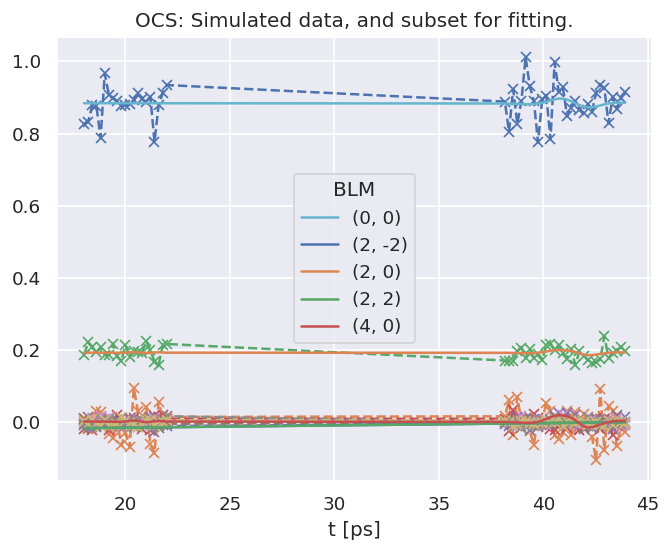 OCS: Simulated data, and subset for fitting.
1.0
0.8
0.6
0.4
0.2
0.0
BLM
(0, 0)
(2, -2)
(2, 0)
(2, 2)
(4, 0)
20 25 30 35 40 45
t [ps]